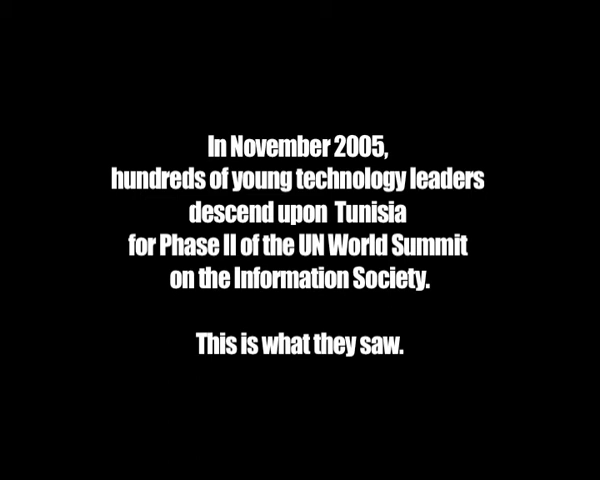 In November 2005,
hundreds of young technology leaders
descend upon Tunisia
for Phase II of the UN World Summit
on the Information Society.
This is what they saw.